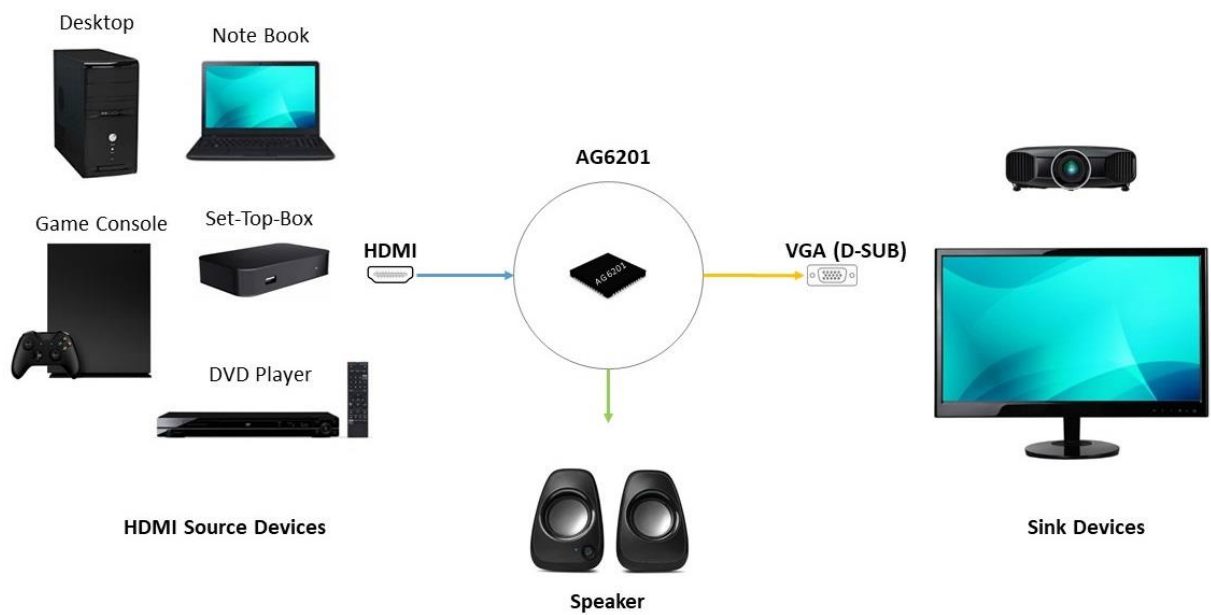 Desktop
Note Book
AG6201
Game Console
Set-Top-Box
HDMI
VGA (D-SUB)
AG6201
DVD Player
HDMI Source Devices
Sink Devices
Speaker